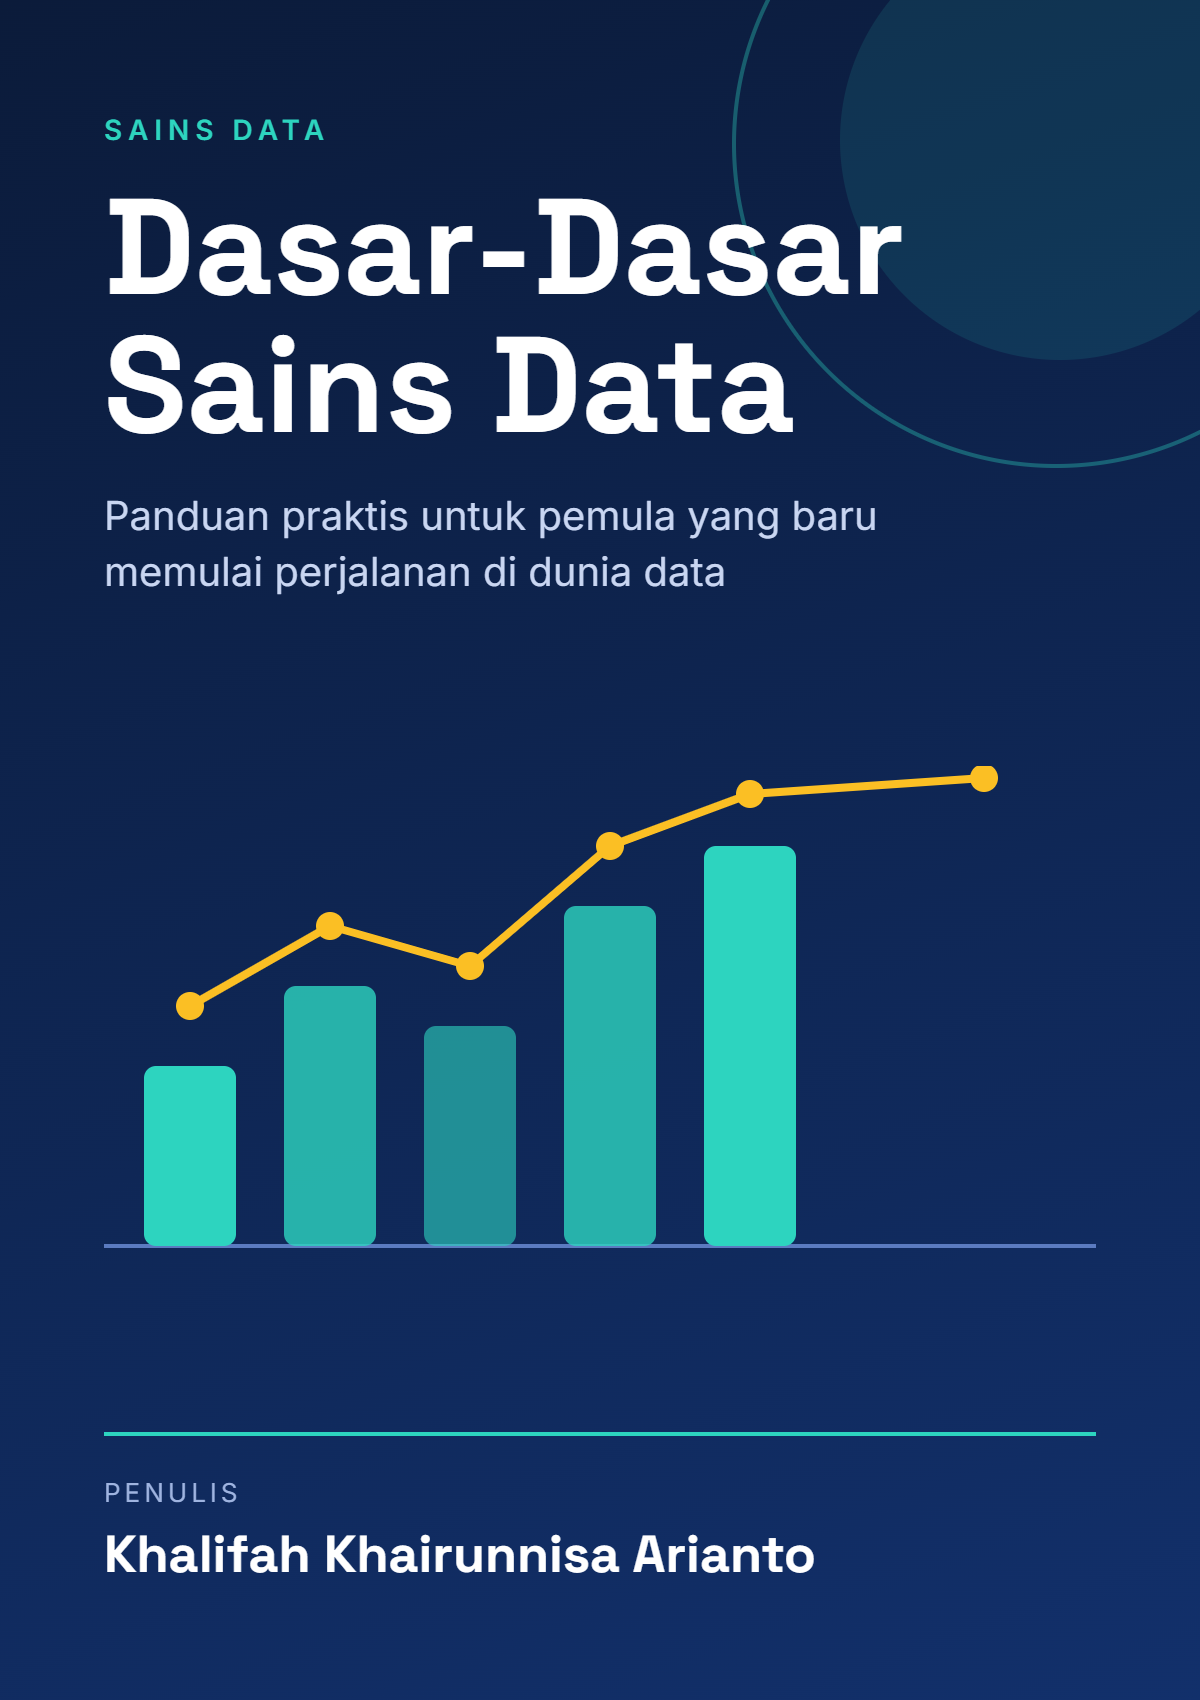 SAINS DATA
Dasar-Dasar
Sains Data
Panduan praktis untuk pemula yang baru
memulai perjalanan di dunia data
PENULIS
Khalifah Khairunnisa Arianto